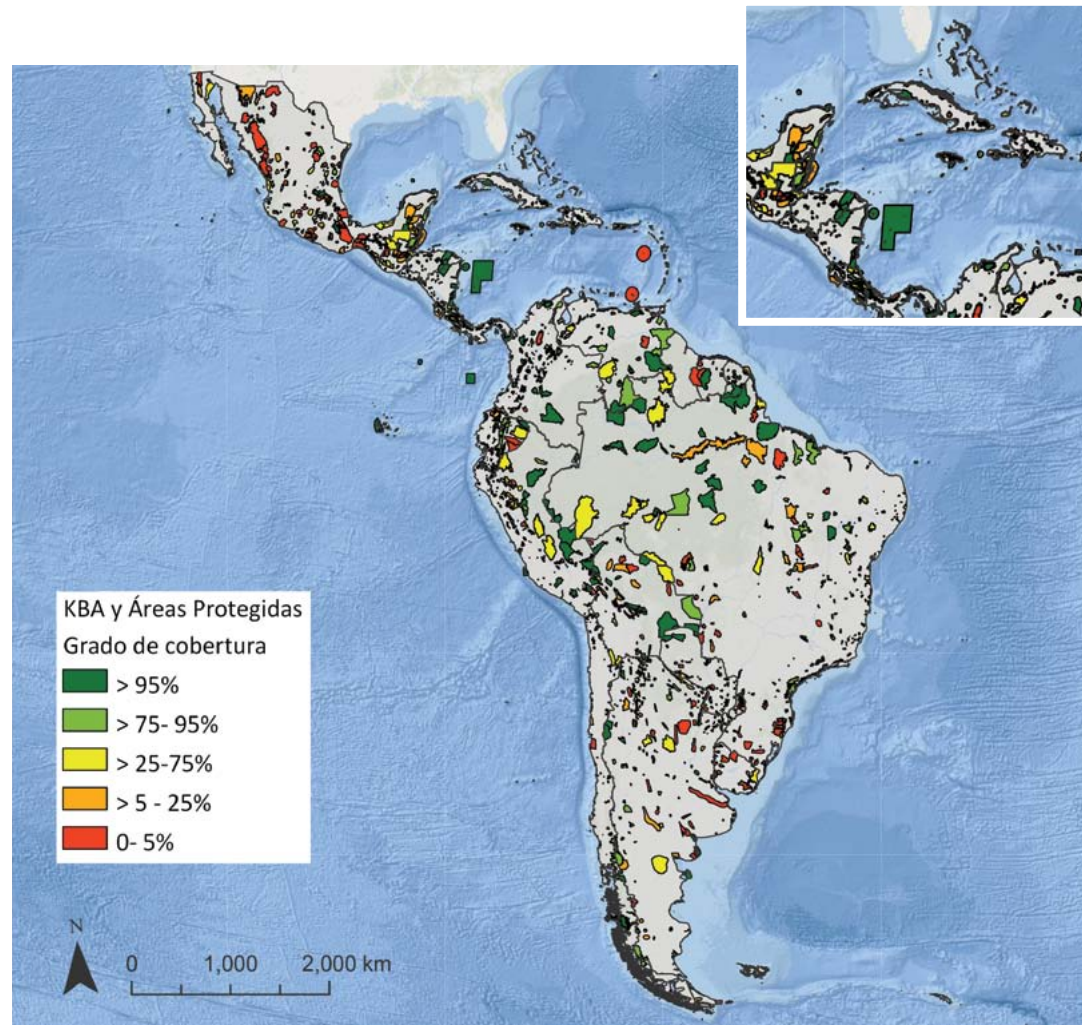 KBA y Áreas Protegidas
Grado de cobertura
> 95%
> 75- 95%
> 25-75%
> 5 - 25%
0- 5%
N
0 1,000 2,000 km